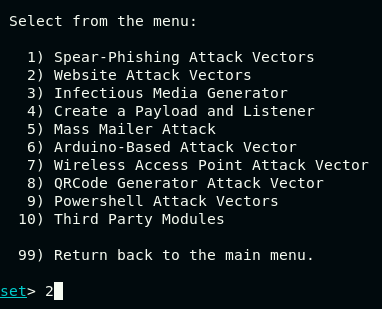 Select from the menu:
1) Spear-Phishing Attack Vectors
2) Website Attack Vectors
3) Infectious Media Generator
4) Create a Payload and Listener
5) Mass Mailer Attack
6) Arduino-Based Attack Vector
7) Wireless Access Point Attack Vector
8) QRCode Generator Attack Vector
9) Powershell Attack Vectors
10) Third Party Modules
99) Return back to the main menu.
set> 2